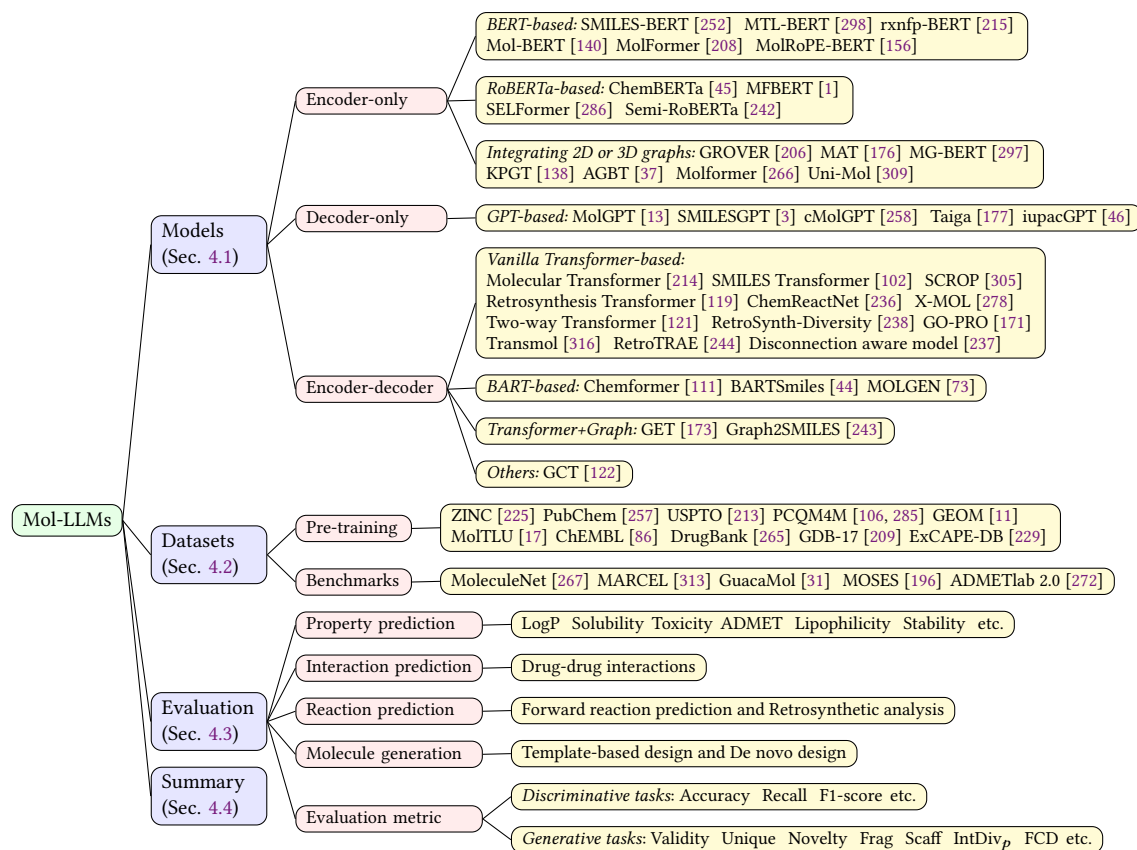 BERT-based: SMILES-BERT [252] MTL-BERT [298] rxnfp-BERT [215]
Mol-BERT [140] MolFormer [208] MolRoPE-BERT [156]
Encoder-only
RoBERTa-based: ChemBERTa [45] MFBERT [1]
SELFormer [286] Semi-RoBERTa [242]
Integrating 2D or 3D graphs: GROVER [206] MAT [176] MG-BERT [297]
KPGT [138] AGBT [37] Molformer [266] Uni-Mol [309]
Models
(Sec. 4.1)
Decoder-only
GPT-based: MolGPT [13] SMILESGPT [3] cMolGPT [258] Taiga [177] iupacGPT [46]
Vanilla Transformer-based:
Molecular Transformer [214] SMILES Transformer [102] SCROP [305]
Retrosynthesis Transformer [119] ChemReactNet [236] X-MOL [278]
Two-way Transformer [121] RetroSynth-Diversity [238] GO-PRO [171]
Transmol [316] RetroTRAE [244] Disconnection aware model [237]
Encoder-decoder
BART-based: Chemformer [111] BARTSmiles [44] MOLGEN [73]
Transformer+Graph: GET [173] Graph2SMILES [243]
Others: GCT [122]
Mol-LLMs
Datasets
(Sec. 4.2)
Pre-training
ZINC [225] PubChem [257] USPTO [213] PCQM4M [106, 285] GEOM [11]
MolTLU [17] ChEMBL [86] DrugBank [265] GDB-17 [209] ExCAPE-DB [229]
Benchmarks
MoleculeNet [267] MARCEL [313] GuacaMol [31] MOSES [196] ADMETlab 2.0 [272]
Evaluation
(Sec. 4.3)
Property prediction
LogP Solubility Toxicity ADMET Lipophilicity Stability etc.
Interaction prediction
Drug-drug interactions
Reaction prediction
Forward reaction prediction and Retrosynthetic analysis
Molecule generation
Template-based design and De novo design
Evaluation metric
Discriminative tasks: Accuracy Recall F1-score etc.
Generative tasks: Validity Unique Novelty Frag Scaff IntDivₚ FCD etc.
Summary
(Sec. 4.4)